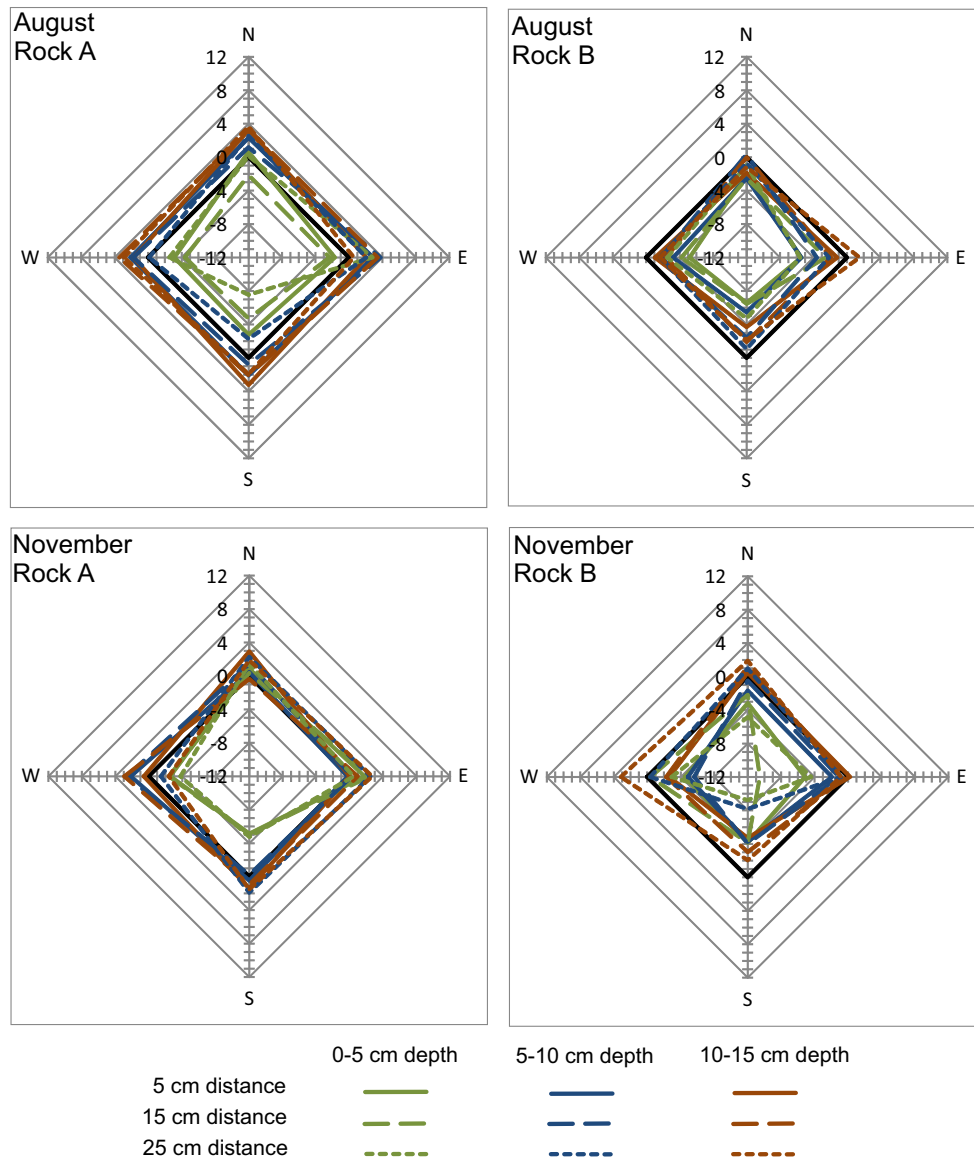 August
Rock A
N
12
8
4
0
-4
-8
-12
W
E
S
August
Rock B
N
12
8
4
0
-4
-8
-12
W
E
S
November
Rock A
N
12
8
4
0
-4
-8
-12
W
E
S
November
Rock B
N
12
8
4
0
-4
-8
-12
W
E
S
0-5 cm depth 5-10 cm depth 10-15 cm depth
5 cm distance
15 cm distance
25 cm distance